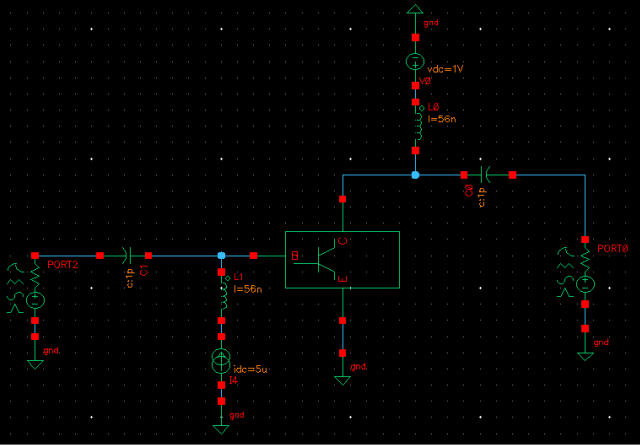 gnd
vdc=1V
V0
L0
l=56n
C0
c:1p
C
B
E
PORT2
C1
c:1p
L1
l=56n
PORT0
idc=5u
I4
gnd
gnd
gnd
gnd